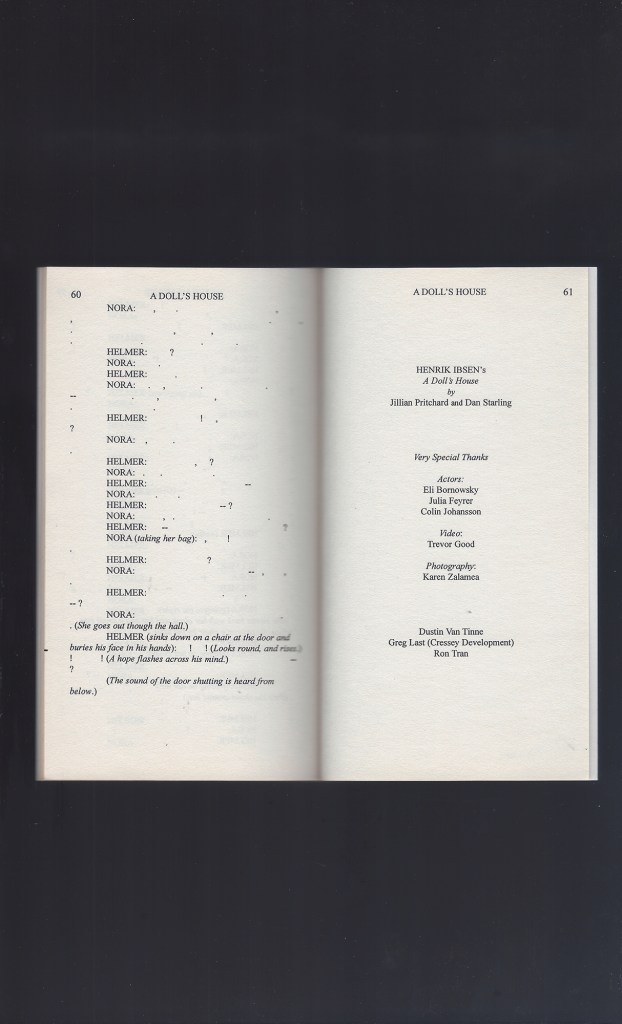 60 A DOLL'S HOUSE
NORA: , .
,
. , .
.
HELMER: ?
NORA: .
HELMER: .
NORA: . , .
-- . , ,
.
HELMER: ! ,
?
NORA: , .
.
HELMER: , ?
NORA: . .
HELMER: --
NORA: . .
HELMER: -- ?
NORA: , .
HELMER: -- ?
NORA (taking her bag): , !
.
HELMER: ?
NORA: -- , .
HELMER: . .
-- ?
NORA:
. (She goes out though the hall.)
HELMER (sinks down on a chair at the door and
buries his face in his hands): ! ! (Looks round, and rises.)
! ! (A hope flashes across his mind.) --
?
(The sound of the door shutting is heard from
below.)
A DOLL'S HOUSE 61
HENRIK IBSEN's
A Doll's House
by
Jillian Pritchard and Dan Starling
Very Special Thanks
Actors:
Eli Bornowsky
Julia Feyrer
Colin Johansson
Video:
Trevor Good
Photography:
Karen Zalamea
Dustin Van Tinne
Greg Last (Cressey Development)
Ron Tran